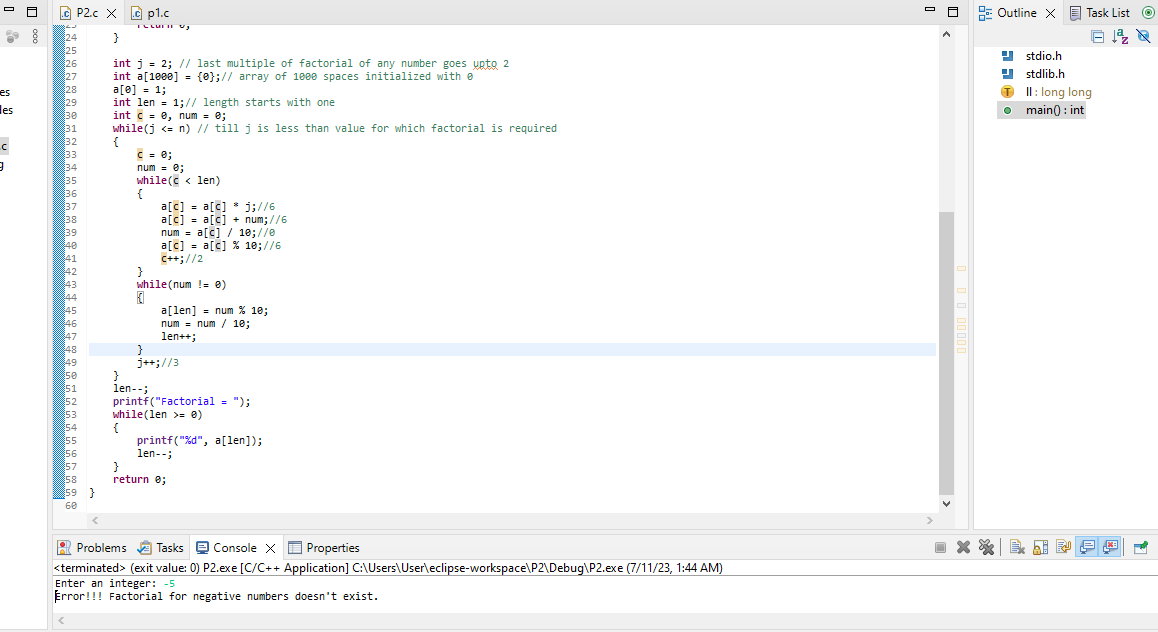 P2.c p1.c
Outline Task List
es
les
.c
g
24 }
25
26 int j = 2; // last multiple of factorial of any number goes upto 2
27 int a[1000] = {0};// array of 1000 spaces initialized with 0
28 a[0] = 1;
29 int len = 1;// length starts with one
30 int c = 0, num = 0;
31 while(j <= n) // till j is less than value for which factorial is required
32 {
33 c = 0;
34 num = 0;
35 while(c < len)
36 {
37 a[c] = a[c] * j;//6
38 a[c] = a[c] + num;//6
39 num = a[c] / 10;//0
40 a[c] = a[c] % 10;//6
41 c++;//2
42 }
43 while(num != 0)
44 {
45 a[len] = num % 10;
46 num = num / 10;
47 len++;
48 }
49 j++;//3
50 }
51 len--;
52 printf("Factorial = ");
53 while(len >= 0)
54 {
55 printf("%d", a[len]);
56 len--;
57 }
58 return 0;
59 }
60
stdio.h
stdlib.h
ll : long long
main() : int
Problems Tasks Console Properties
<terminated> (exit value: 0) P2.exe [C/C++ Application] C:\Users\User\eclipse-workspace\P2\Debug\P2.exe (7/11/23, 1:44 AM)
Enter an integer: -5
Error!!! Factorial for negative numbers doesn't exist.